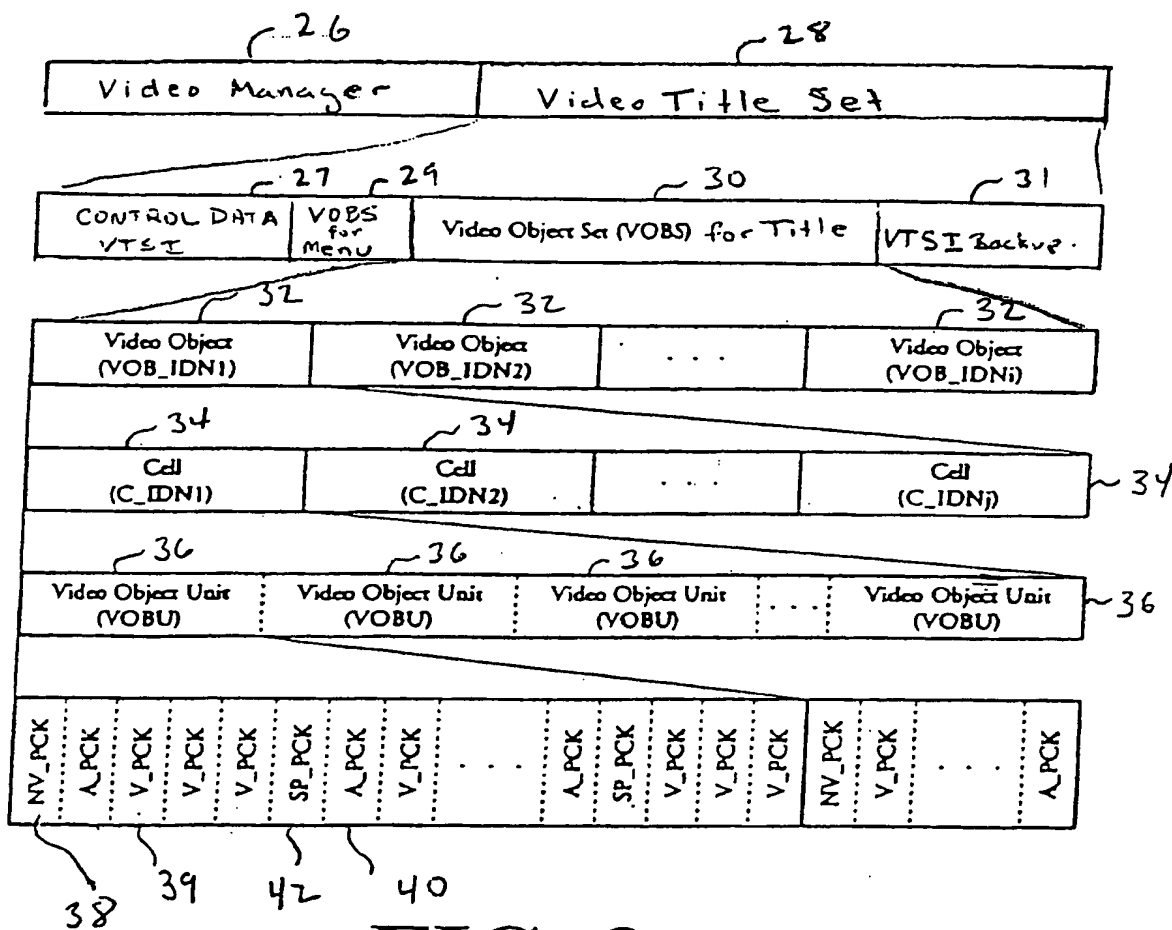 26 28
Video Manager Video Title Set
27 29 30 31
CONTROL DATA VTSI VOBS for Menu Video Object Set (VOBS) for Title VTSI Backup.
32 32 32
Video Object Video Object Video Object
(VOB_IDN1) (VOB_IDN2) . . . . (VOB_IDNi)
34 34
Cell Cell Cell
(C_IDN1) (C_IDN2) . . . . (C_IDNj) 34
36 36 36
Video Object Unit Video Object Unit Video Object Unit Video Object Unit
(VOBU) (VOBU) (VOBU) . . . . (VOBU) 36
NV_PCK A_PCK V_PCK V_PCK V_PCK SP_PCK A_PCK V_PCK . . . . A_PCK SP_PCK V_PCK V_PCK V_PCK NV_PCK V_PCK . . . . A_PCK
38 39 42 40